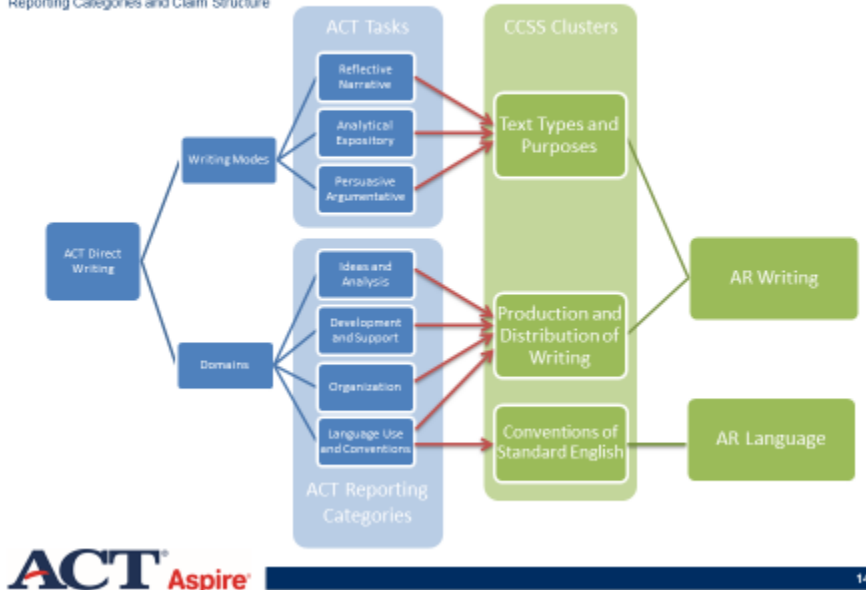 Reporting Categories and Claim Structure
ACT Tasks
CCSS Clusters
Reflective
Narrative
Analytical
Expository
Persuasive
Argumentative
Writing Modes
Text Types and
Purposes
ACT Direct
Writing
Ideas and
Analysis
Development
and Support
Organization
Language Use
and Conventions
Domains
ACT Reporting
Categories
Production and
Distribution of
Writing
Conventions of
Standard English
AR Writing
AR Language
ACT Aspire
14